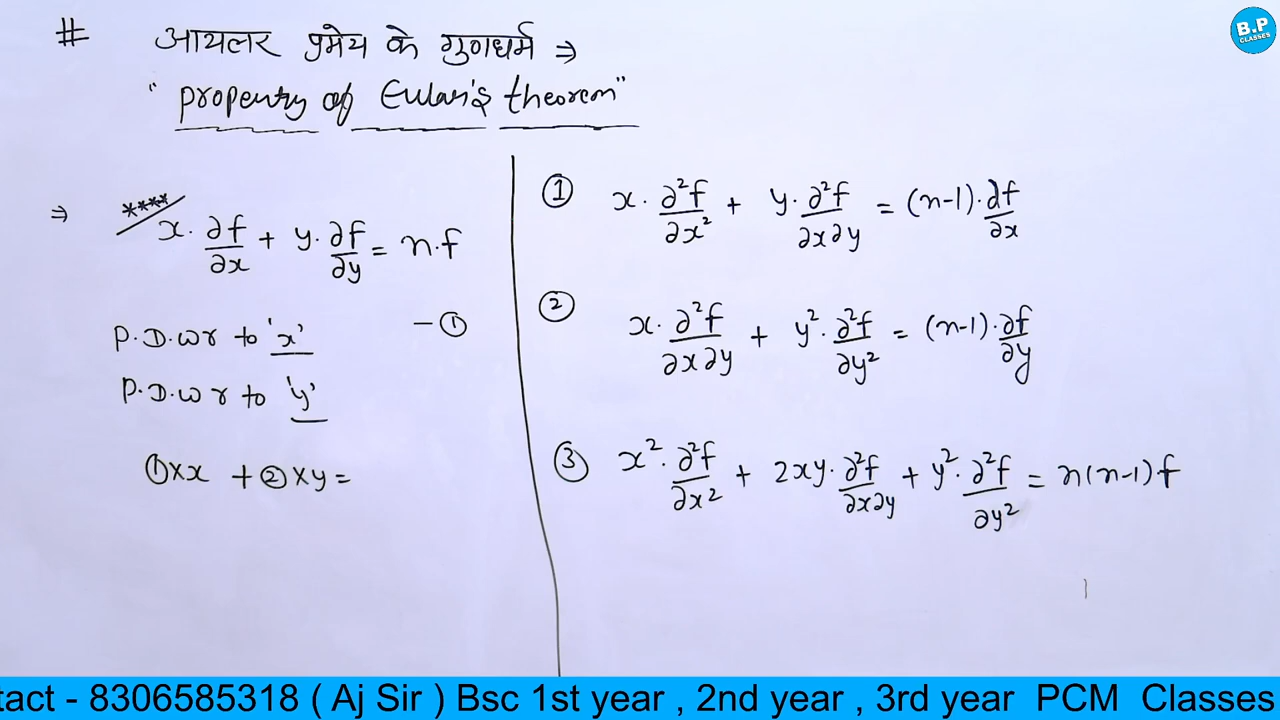 # आयलर प्रमेय के गुणधर्म ⇒
"property of Eular's theorem"
⇒ **** x · ∂f/∂x + y · ∂f/∂y = n·f
— ①
P.D.w r to 'x'
P.D.w r to 'y'
①×x + ②×y =
① x · ∂²f/∂x² + y · ∂²f/∂x∂y = (n-1) · ∂f/∂x
② x · ∂²f/∂x∂y + y² · ∂²f/∂y² = (n-1) · ∂f/∂y
③ x² · ∂²f/∂x² + 2xy · ∂²f/∂x∂y + y² · ∂²f/∂y² = n(n-1) f
B.P
CLASSES
tact - 8306585318 ( Aj Sir ) Bsc 1st year , 2nd year , 3rd year PCM Classes